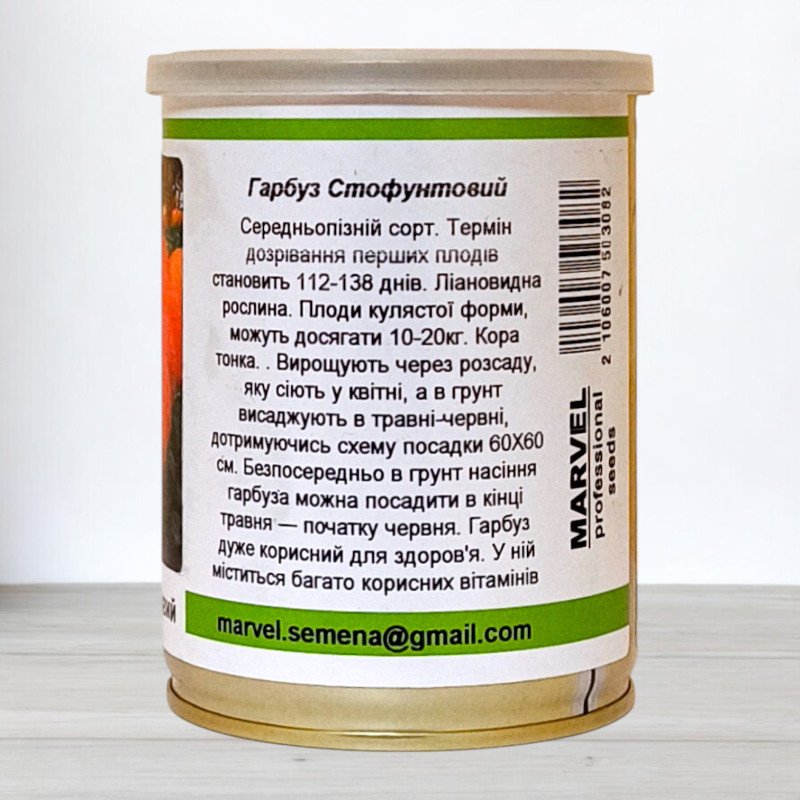 Гарбуз Стофунтовий
Середньопізній сорт. Термін
дозрівання перших плодів
становить 112-138 днів. Ліановидна
рослина. Плоди кулястої форми,
можуть досягати 10-20кг. Кора
тонка. . Вирощують через розсаду,
яку сіють у квітні, а в грунт
висаджують в травні-червні,
дотримуючись схему посадки 60Х60
см. Безпосередньо в грунт насіння
гарбуза можна посадити в кінці
травня — початку червня. Гарбуз
дуже корисний для здоров'я. У ній
міститься багато корисних вітамінів
marvel.semena@gmail.com
2 106007 503082
MARVEL
professional
seeds